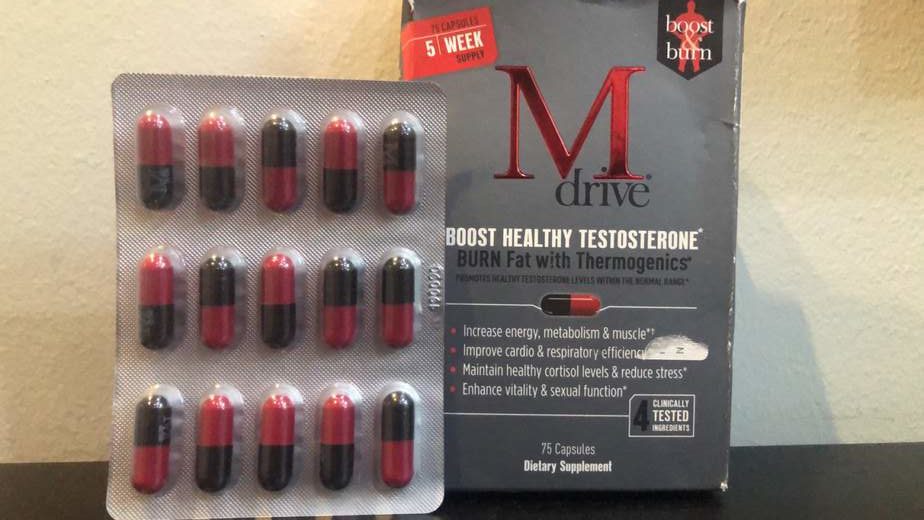 75 CAPSULES
5 WEEK
SUPPLY
boost
&
burn
M
drive
BOOST HEALTHY TESTOSTERONE*
BURN Fat with Thermogenics*
PROMOTES HEALTHY TESTOSTERONE LEVELS WITHIN THE NORMAL RANGE*
• Increase energy, metabolism & muscle*†
• Improve cardio & respiratory
• Maintain healthy cortisol levels & reduce stress*
• Enhance vitality & sexual function*
4 CLINICALLY
TESTED
INGREDIENTS
75 Capsules
Dietary Supplement